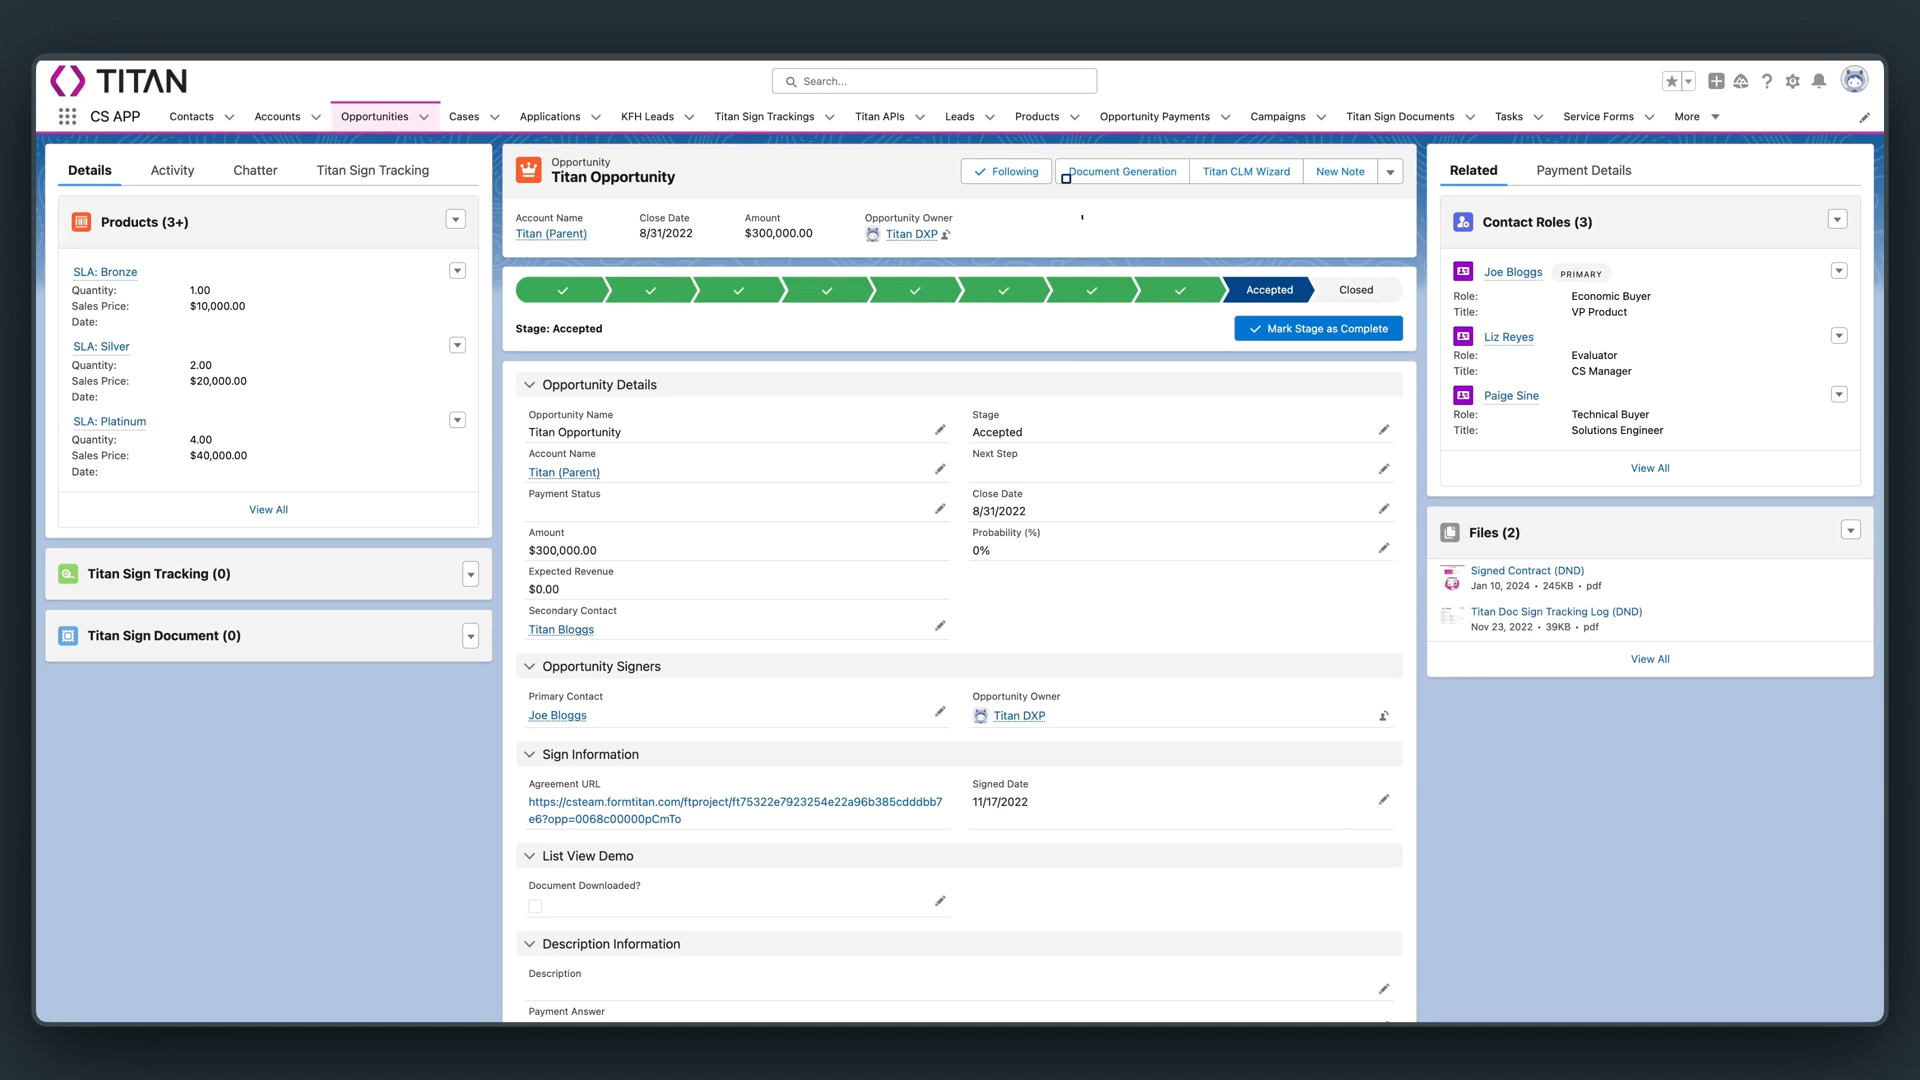 TITAN
Search...
CS APP
Contacts
Accounts
Opportunities
Cases
Applications
KFH Leads
Titan Sign Trackings
Titan APIs
Leads
Products
Opportunity Payments
Campaigns
Titan Sign Documents
Tasks
Service Forms
More
Details
Activity
Chatter
Titan Sign Tracking
Products (3+)
SLA: Bronze
Quantity: 1.00
Sales Price: $10,000.00
Date:
SLA: Silver
Quantity: 2.00
Sales Price: $20,000.00
Date:
SLA: Platinum
Quantity: 4.00
Sales Price: $40,000.00
Date:
View All
Titan Sign Tracking (0)
Titan Sign Document (0)
Opportunity
Titan Opportunity
Following
Document Generation
Titan CLM Wizard
New Note
Account Name
Titan (Parent)
Close Date
8/31/2022
Amount
$300,000.00
Opportunity Owner
Titan DXP
Accepted
Closed
Stage: Accepted
Mark Stage as Complete
Opportunity Details
Opportunity Name
Titan Opportunity
Stage
Accepted
Account Name
Titan (Parent)
Next Step
Payment Status
Close Date
8/31/2022
Amount
$300,000.00
Probability (%)
0%
Expected Revenue
$0.00
Secondary Contact
Titan Bloggs
Opportunity Signers
Primary Contact
Joe Bloggs
Opportunity Owner
Titan DXP
Sign Information
Agreement URL
https://csteam.formtitan.com/ftproject/ft75322e7923254e22a96b385cdddbb7
e6?opp=0068c00000pCmTo
Signed Date
11/17/2022
List View Demo
Document Downloaded?
Description Information
Description
Payment Answer
Related
Payment Details
Contact Roles (3)
Joe Bloggs PRIMARY
Role: Economic Buyer
Title: VP Product
Liz Reyes
Role: Evaluator
Title: CS Manager
Paige Sine
Role: Technical Buyer
Title: Solutions Engineer
View All
Files (2)
Signed Contract (DND)
Jan 10, 2024 • 245KB • pdf
Titan Doc Sign Tracking Log (DND)
Nov 23, 2022 • 39KB • pdf
View All